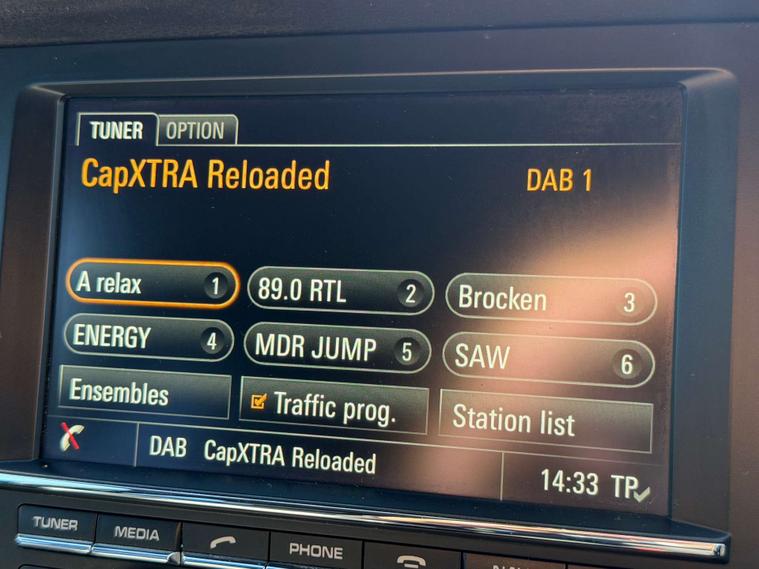 TUNER OPTION
CapXTRA Reloaded DAB 1
A relax 1 89.0 RTL 2 Brocken 3
ENERGY 4 MDR JUMP 5 SAW 6
Ensembles Traffic prog. Station list
DAB CapXTRA Reloaded 14:33 TP
TUNER MEDIA PHONE